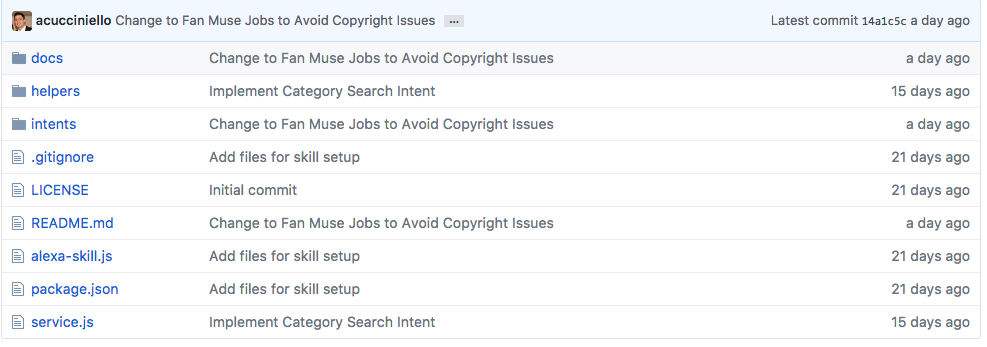 acucciniello Change to Fan Muse Jobs to Avoid Copyright Issues ... Latest commit 14a1c5c a day ago
docs Change to Fan Muse Jobs to Avoid Copyright Issues a day ago
helpers Implement Category Search Intent 15 days ago
intents Change to Fan Muse Jobs to Avoid Copyright Issues a day ago
.gitignore Add files for skill setup 21 days ago
LICENSE Initial commit 21 days ago
README.md Change to Fan Muse Jobs to Avoid Copyright Issues a day ago
alexa-skill.js Add files for skill setup 21 days ago
package.json Add files for skill setup 21 days ago
service.js Implement Category Search Intent 15 days ago